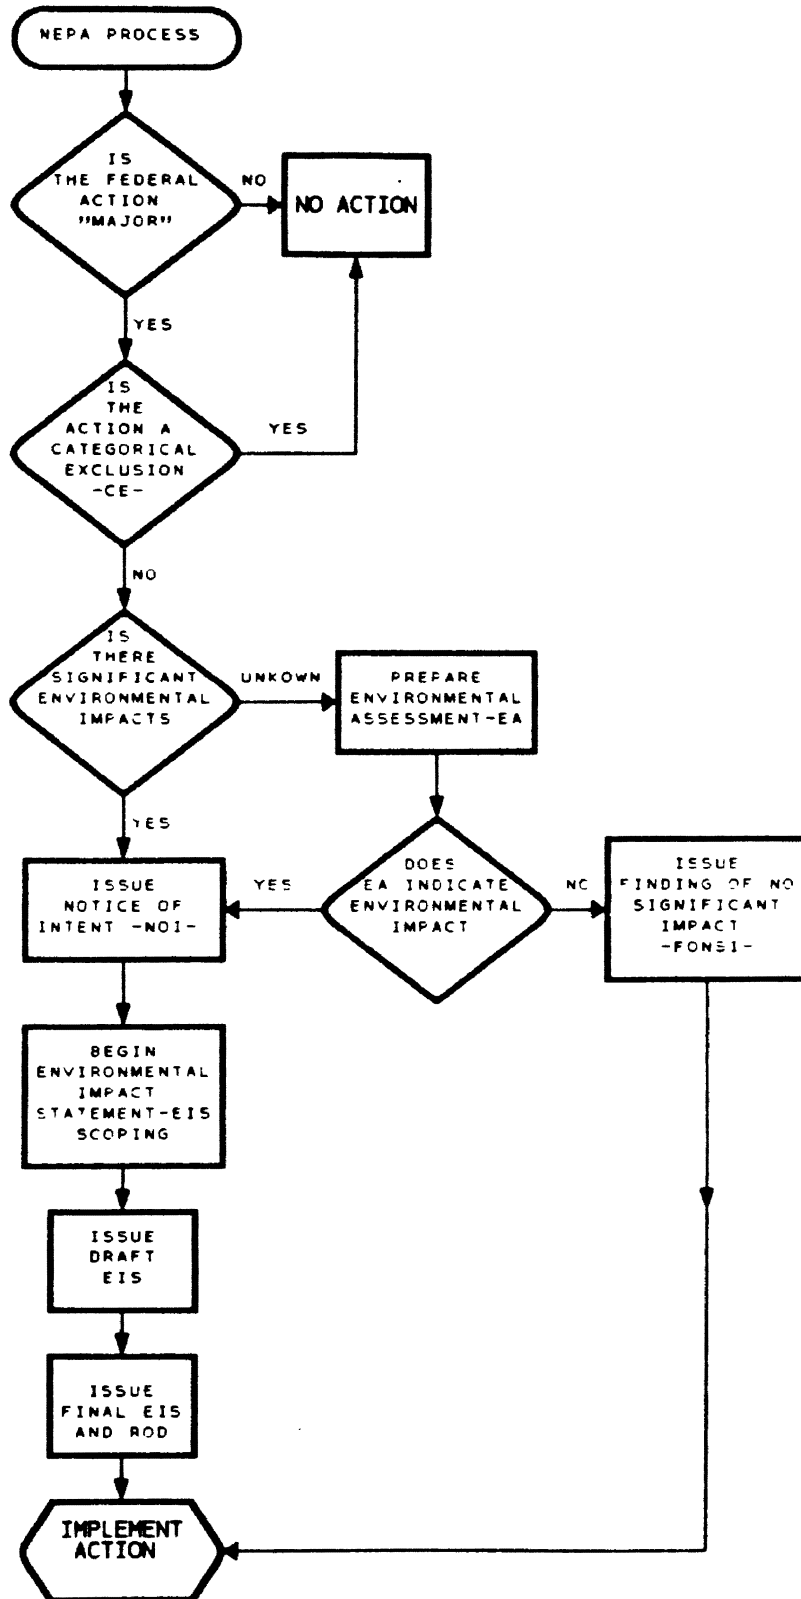 NEPA PROCESS
IS
THE FEDERAL
ACTION
"MAJOR"
NO
NO ACTION
YES
IS
THE
ACTION A
CATEGORICAL
EXCLUSION
-CE-
YES
NO
IS
THERE
SIGNIFICANT
ENVIRONMENTAL
IMPACTS
UNKOWN
PREPARE
ENVIRONMENTAL
ASSESSMENT-EA
YES
DOES
EA INDICATE
ENVIRONMENTAL
IMPACT
YES
NO
ISSUE
FINDING OF NO
SIGNIFICANT
IMPACT
-FONSI-
ISSUE
NOTICE OF
INTENT -NOI-
BEGIN
ENVIRONMENTAL
IMPACT
STATEMENT-EIS
SCOPING
ISSUE
DRAFT
EIS
ISSUE
FINAL EIS
AND ROD
IMPLEMENT
ACTION